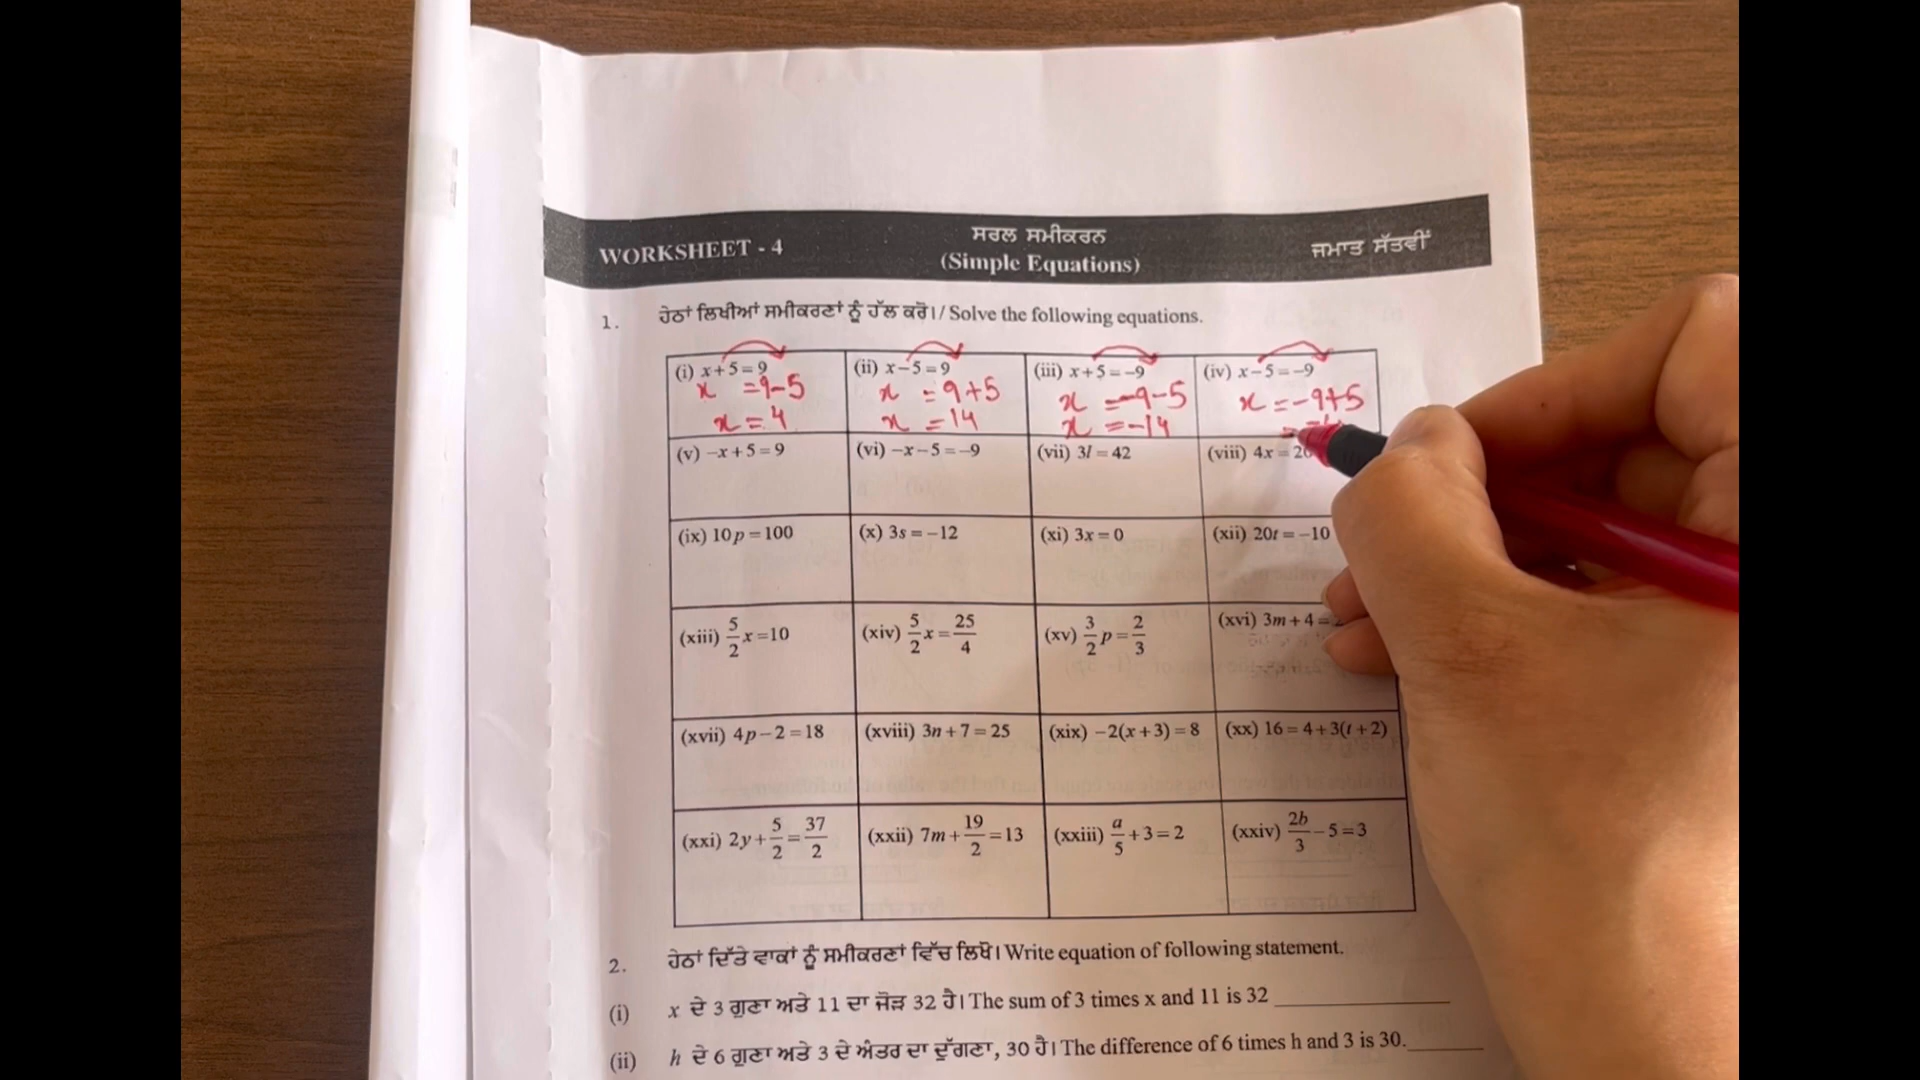 WORKSHEET - 4
ਸਰਲ ਸਮੀਕਰਨ
(Simple Equations)
ਜਮਾਤ ਸੱਤਵੀਂ
1. ਹੇਠਾਂ ਲਿਖੀਆਂ ਸਮੀਕਰਣਾਂ ਨੂੰ ਹੱਲ ਕਰੋ।/ Solve the following equations.
(i) x + 5 = 9
x = 9-5
x = 4
(ii) x - 5 = 9
x = 9+5
x = 14
(iii) x + 5 = -9
x = -9-5
x = -14
(iv) x - 5 = -9
x = -9+5
=
(v) -x + 5 = 9
(vi) -x - 5 = -9
(vii) 3l = 42
(viii) 4x =
(ix) 10p = 100
(x) 3s = -12
(xi) 3x = 0
(xii) 20t = -10
(xiii) 5/2 x = 10
(xiv) 5/2 x = 25/4
(xv) 3/2 p = 2/3
(xvi) 3m + 4 =
(xvii) 4p - 2 = 18
(xviii) 3n + 7 = 25
(xix) -2(x + 3) = 8
(xx) 16 = 4 + 3(t + 2)
(xxi) 2y + 5/2 = 37/2
(xxii) 7m + 19/2 = 13
(xxiii) a/5 + 3 = 2
(xxiv) 2b/3 - 5 = 3
2. ਹੇਠਾਂ ਦਿੱਤੇ ਵਾਕਾਂ ਨੂੰ ਸਮੀਕਰਣਾਂ ਵਿੱਚ ਲਿਖੋ। Write equation of following statement.
(i) x ਦੇ 3 ਗੁਣਾ ਅਤੇ 11 ਦਾ ਜੋੜ 32 ਹੈ। The sum of 3 times x and 11 is 32
(ii) h ਦੇ 6 ਗੁਣਾ ਅਤੇ 3 ਦੇ ਅੰਤਰ ਦਾ ਦੁੱਗਣਾ, 30 ਹੈ। The difference of 6 times h and 3 is 30.